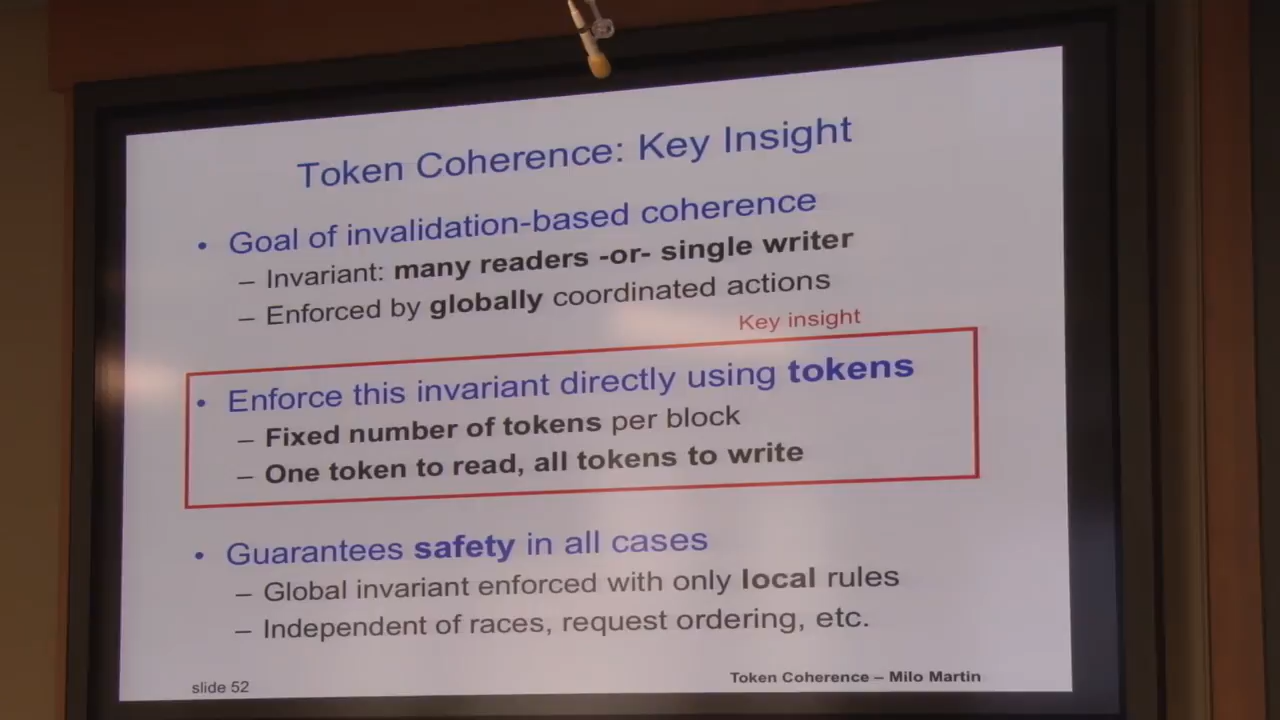 Token Coherence: Key Insight
• Goal of invalidation-based coherence
– Invariant: many readers -or- single writer
– Enforced by globally coordinated actions
Key insight
• Enforce this invariant directly using tokens
– Fixed number of tokens per block
– One token to read, all tokens to write
• Guarantees safety in all cases
– Global invariant enforced with only local rules
– Independent of races, request ordering, etc.
slide 52
Token Coherence – Milo Martin